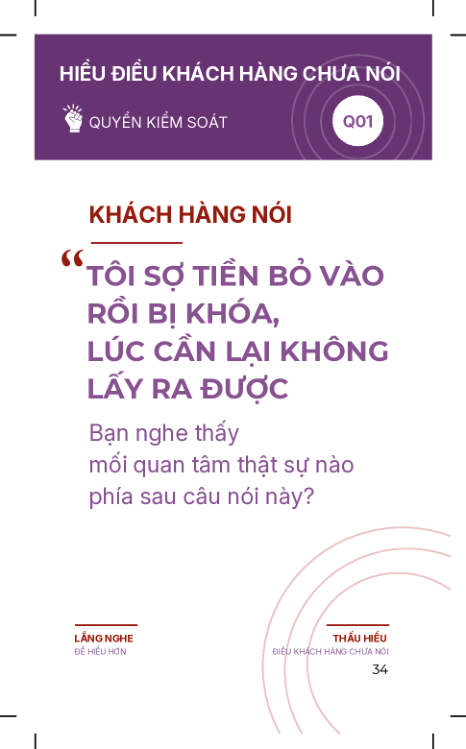 HIỂU ĐIỀU KHÁCH HÀNG CHƯA NÓI
QUYỀN KIỂM SOÁT
Q01
KHÁCH HÀNG NÓI
“TÔI SỢ TIỀN BỎ VÀO
RỒI BỊ KHÓA,
LÚC CẦN LẠI KHÔNG
LẤY RA ĐƯỢC
Bạn nghe thấy
mối quan tâm thật sự nào
phía sau câu nói này?
LẮNG NGHE
ĐỂ HIỂU HƠN
THẤU HIỂU
ĐIỀU KHÁCH HÀNG CHƯA NÓI
34